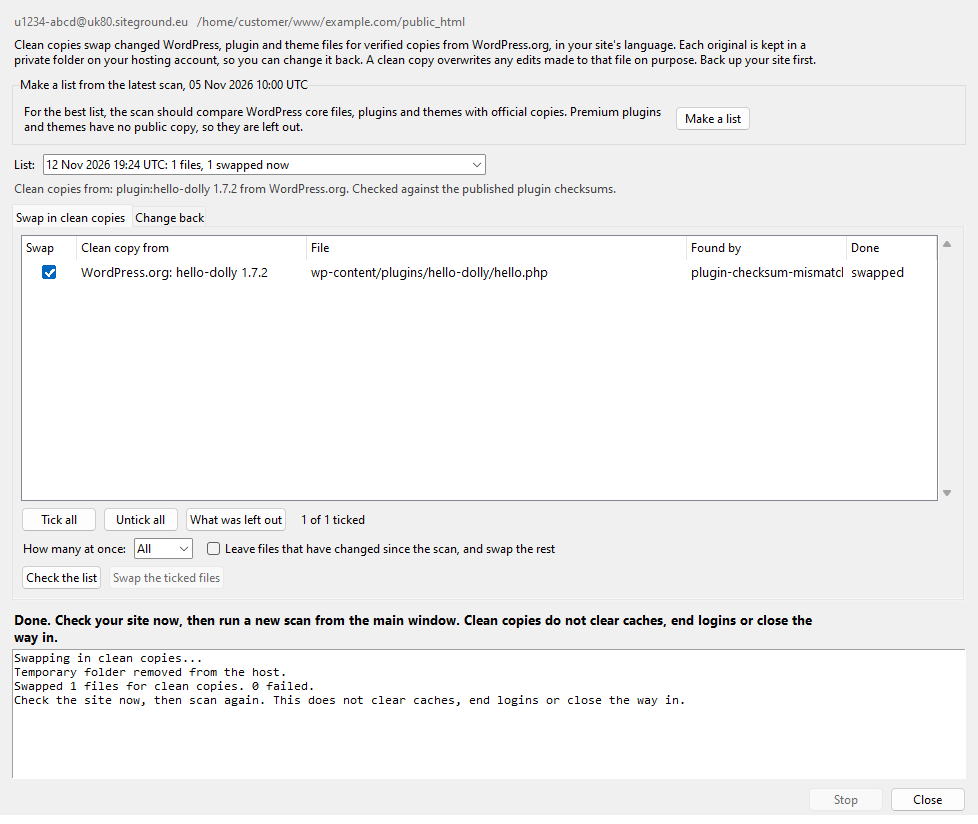 u1234-abcd@uk80.siteground.eu /home/customer/www/example.com/public_html
Clean copies swap changed WordPress, plugin and theme files for verified copies from WordPress.org, in your site's language. Each original is kept in a
private folder on your hosting account, so you can change it back. A clean copy overwrites any edits made to that file on purpose. Back up your site first.
Make a list from the latest scan, 05 Nov 2026 10:00 UTC
For the best list, the scan should compare WordPress core files, plugins and themes with official copies. Premium plugins
and themes have no public copy, so they are left out.
Make a list
List: 12 Nov 2026 19:24 UTC: 1 files, 1 swapped now
Clean copies from: plugin:hello-dolly 1.7.2 from WordPress.org. Checked against the published plugin checksums.
Swap in clean copies Change back
Swap Clean copy from File Found by Done
WordPress.org: hello-dolly 1.7.2 wp-content/plugins/hello-dolly/hello.php plugin-checksum-mismatcl swapped
Tick all Untick all What was left out 1 of 1 ticked
How many at once: All Leave files that have changed since the scan, and swap the rest
Check the list Swap the ticked files
Done. Check your site now, then run a new scan from the main window. Clean copies do not clear caches, end logins or close the
way in.
Swapping in clean copies...
Temporary folder removed from the host.
Swapped 1 files for clean copies. 0 failed.
Check the site now, then scan again. This does not clear caches, end logins or close the way in.
Stop Close